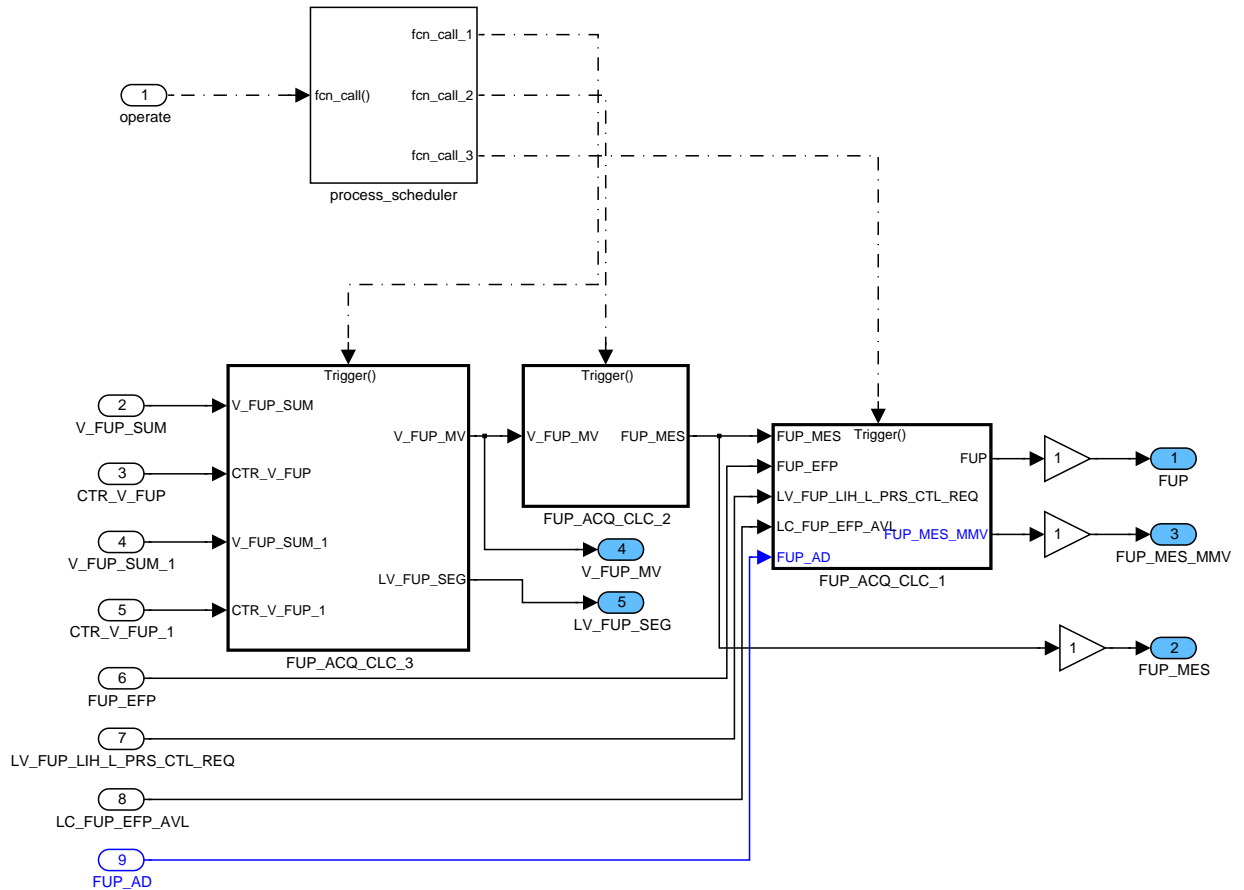 fcn_call_1
1
fcn_call()
fcn_call_2
operate
fcn_call_3
process_scheduler
Trigger()
Trigger()
2
V_FUP_SUM
V_FUP_SUM
V_FUP_MV
V_FUP_MV
FUP_MES
FUP_MES
Trigger()
3
CTR_V_FUP
CTR_V_FUP
FUP_EFP
FUP
1
1
FUP
LV_FUP_LIH_L_PRS_CTL_REQ
FUP_ACQ_CLC_2
LC_FUP_EFP_AVL
FUP_MES_MMV
1
3
FUP_MES_MMV
4
V_FUP_SUM_1
V_FUP_SUM_1
4
V_FUP_MV
FUP_AD
FUP_ACQ_CLC_1
LV_FUP_SEG
5
LV_FUP_SEG
5
CTR_V_FUP_1
CTR_V_FUP_1
FUP_ACQ_CLC_3
1
2
FUP_MES
6
FUP_EFP
7
LV_FUP_LIH_L_PRS_CTL_REQ
8
LC_FUP_EFP_AVL
9
FUP_AD